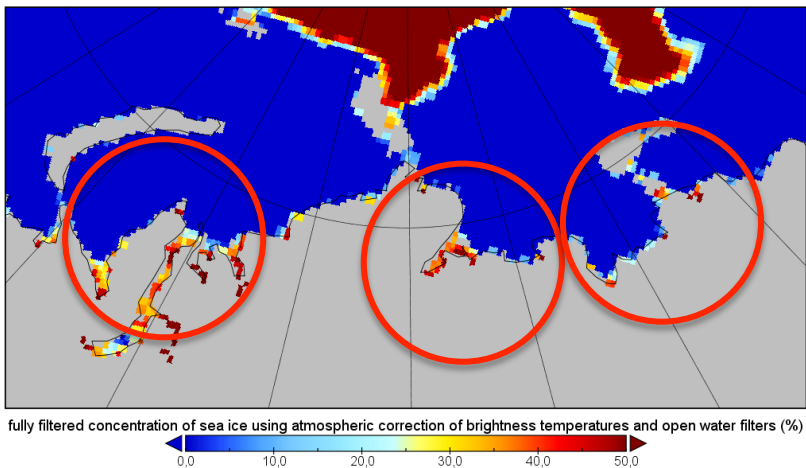 fully filtered concentration of sea ice using atmospheric correction of brightness temperatures and open water filters (%)
0,0 10,0 20,0 30,0 40,0 50,0